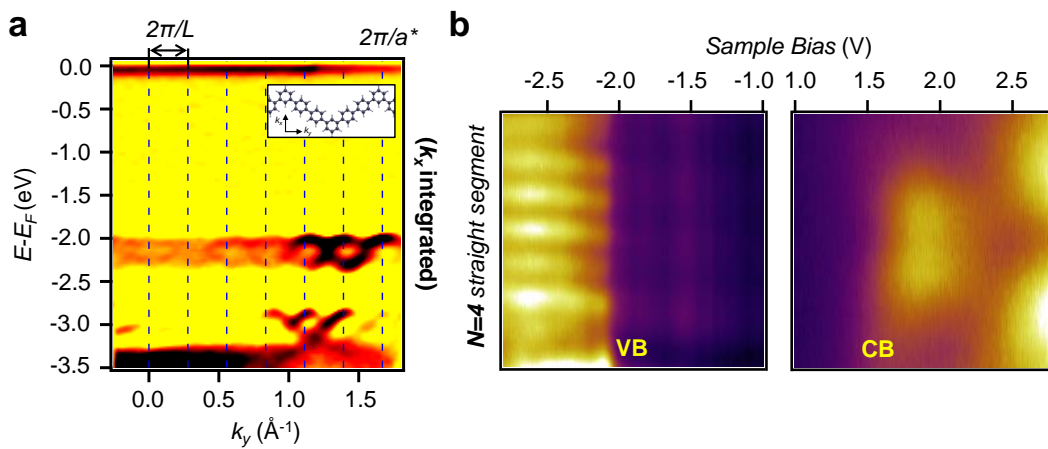 a
2π/L
2π/a*
0.0
-0.5
-1.0
-1.5
-2.0
-2.5
-3.0
-3.5
E-E_F (eV)
k_x
k_y
(k_x integrated)
0.0 0.5 1.0 1.5
k_y (Å⁻¹)
b
Sample Bias (V)
-2.5 -2.0 -1.5 -1.0 1.0 1.5 2.0 2.5
N=4 straight segment
VB
CB